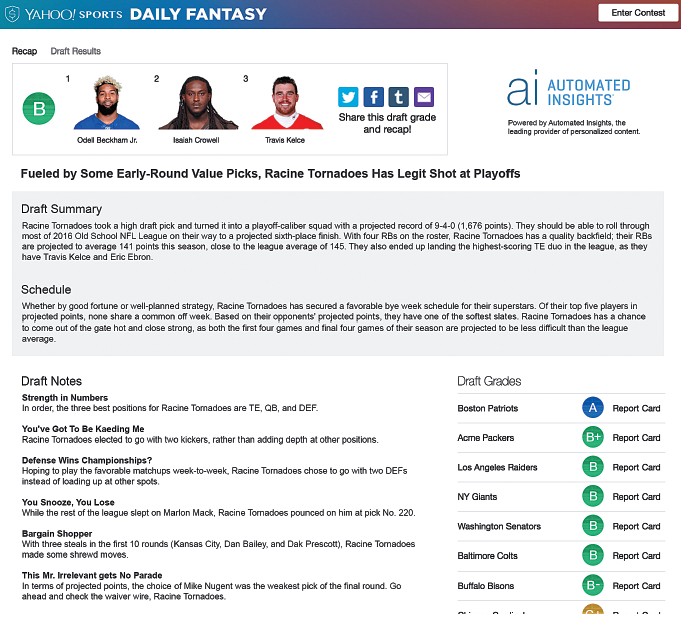 YAHOO! SPORTS DAILY FANTASY
Enter Contest
Recap Draft Results
B
1 2 3
Odell Beckham Jr. Isaiah Crowell Travis Kelce
Share this draft grade
and recap!
ai AUTOMATED
INSIGHTS
Powered by Automated Insights, the
leading provider of personalized content.
Fueled by Some Early-Round Value Picks, Racine Tornadoes Has Legit Shot at Playoffs
Draft Summary
Racine Tornadoes took a high draft pick and turned it into a playoff-caliber squad with a projected record of 9-4-0 (1,676 points). They should be able to roll through
most of 2016 Old School NFL League on their way to a projected sixth-place finish. With four RBs on the roster, Racine Tornadoes has a quality backfield; their RBs
are projected to average 141 points this season, close to the league average of 145. They also ended up landing the highest-scoring TE duo in the league, as they
have Travis Kelce and Eric Ebron.
Schedule
Whether by good fortune or well-planned strategy, Racine Tornadoes has secured a favorable bye week schedule for their superstars. Of their top five players in
projected points, none share a common off week. Based on their opponents' projected points, they have one of the softest slates. Racine Tornadoes has a chance
to come out of the gate hot and close strong, as both the first four games and final four games of their season are projected to be less difficult than the league
average.
Draft Notes
Strength in Numbers
In order, the three best positions for Racine Tornadoes are TE, QB, and DEF.
You've Got To Be Kaeding Me
Racine Tornadoes elected to go with two kickers, rather than adding depth at other positions.
Defense Wins Championships?
Hoping to play the favorable matchups week-to-week, Racine Tornadoes chose to go with two DEFs
instead of loading up at other spots.
You Snooze, You Lose
While the rest of the league slept on Marlon Mack, Racine Tornadoes pounced on him at pick No. 220.
Bargain Shopper
With three steals in the first 10 rounds (Kansas City, Dan Bailey, and Dak Prescott), Racine Tornadoes
made some shrewd moves.
This Mr. Irrelevant gets No Parade
In terms of projected points, the choice of Mike Nugent was the weakest pick of the final round. Go
ahead and check the waiver wire, Racine Tornadoes.
Draft Grades
Boston Patriots A Report Card
Acme Packers B+ Report Card
Los Angeles Raiders B Report Card
NY Giants B Report Card
Washington Senators B Report Card
Baltimore Colts B Report Card
Buffalo Bisons B- Report Card